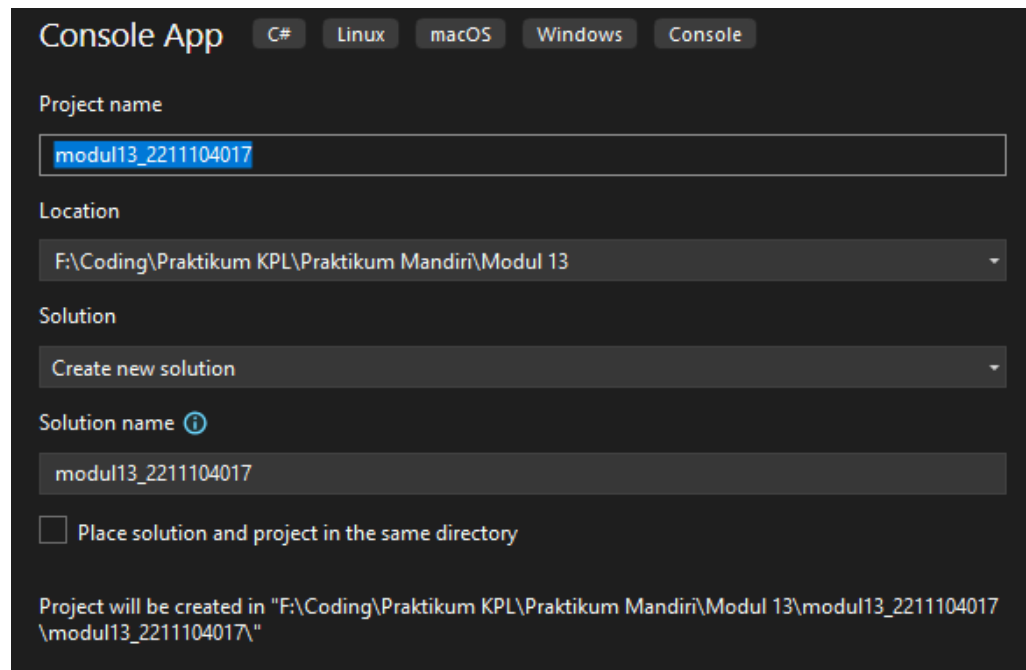 Console App C# Linux macOS Windows Console
Project name
modul13_2211104017
Location
F:\Coding\Praktikum KPL\Praktikum Mandiri\Modul 13
Solution
Create new solution
Solution name
modul13_2211104017
Place solution and project in the same directory
Project will be created in "F:\Coding\Praktikum KPL\Praktikum Mandiri\Modul 13\modul13_2211104017
\modul13_2211104017\"